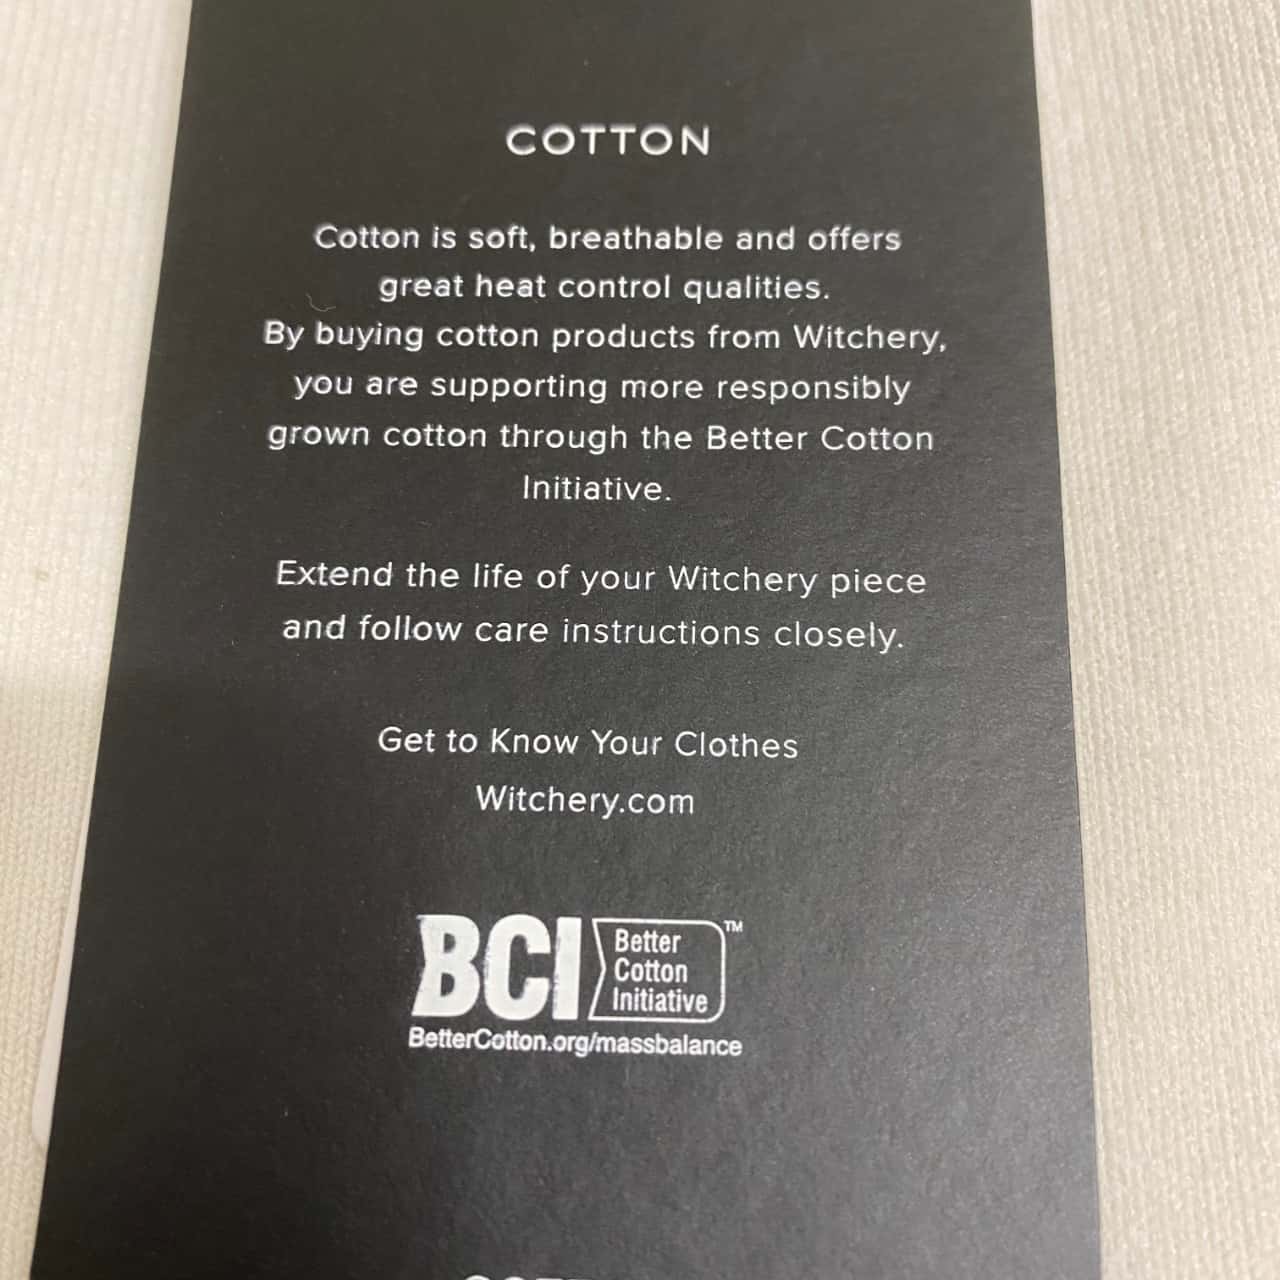 COTTON
Cotton is soft, breathable and offers
great heat control qualities.
By buying cotton products from Witchery,
you are supporting more responsibly
grown cotton through the Better Cotton
Initiative.
Extend the life of your Witchery piece
and follow care instructions closely.
Get to Know Your Clothes
Witchery.com
BCI
Better
Cotton
Initiative
TM
BetterCotton.org/massbalance